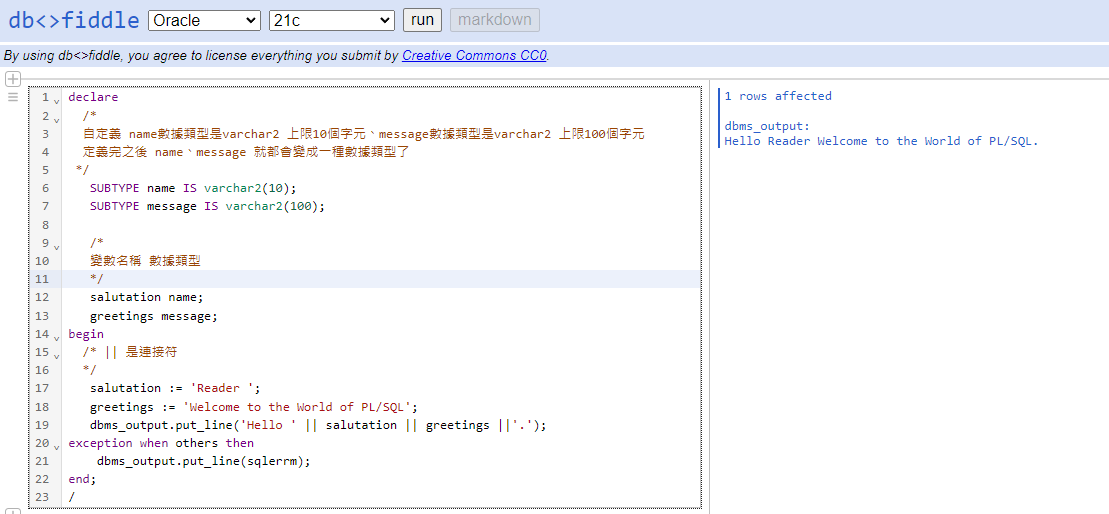 db<>fiddle Oracle 21c run markdown
By using db<>fiddle, you agree to license everything you submit by Creative Commons CC0.
1 declare
2 /*
3 自定義 name數據類型是varchar2 上限10個字元、message數據類型是varchar2 上限100個字元
4 定義完之後 name、message 就都會變成一種數據類型了
5 */
6 SUBTYPE name IS varchar2(10);
7 SUBTYPE message IS varchar2(100);
8
9 /*
10 變數名稱 數據類型
11 */
12 salutation name;
13 greetings message;
14 begin
15 /* || 是連接符
16 */
17 salutation := 'Reader ';
18 greetings := 'Welcome to the World of PL/SQL';
19 dbms_output.put_line('Hello ' || salutation || greetings ||'.');
20 exception when others then
21 dbms_output.put_line(sqlerrm);
22 end;
23 /
1 rows affected
dbms_output:
Hello Reader Welcome to the World of PL/SQL.